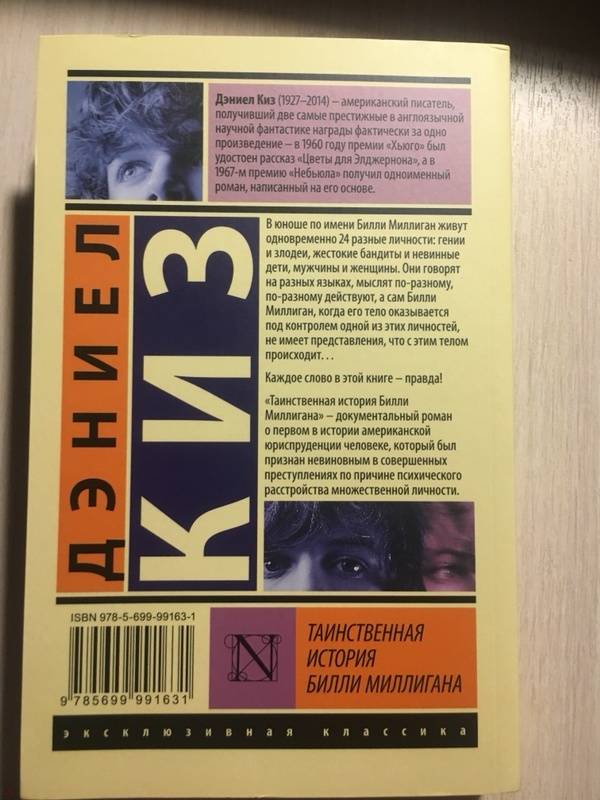 Дэниел Киз (1927–2014) – американский писатель,
получивший две самые престижные в англоязычной
научной фантастике награды фактически за одно
произведение – в 1960 году премии «Хьюго» был
удостоен рассказ «Цветы для Элджернона», а в
1967-м премию «Небьюла» получил одноименный
роман, написанный на его основе.
ДЭНИЕЛ
КИЗ
В юноше по имени Билли Миллиган живут
одновременно 24 разные личности: гении
и злодеи, жестокие бандиты и невинные
дети, мужчины и женщины. Они говорят
на разных языках, мыслят по-разному,
по-разному действуют, а сам Билли
Миллиган, когда его тело оказывается
под контролем одной из этих личностей,
не имеет представления, что с этим телом
происходит…
Каждое слово в этой книге – правда!
«Таинственная история Билли
Миллигана» – документальный роман
о первом в истории американской
юриспруденции человеке, который был
признан невиновным в совершенных
преступлениях по причине психического
расстройства множественной личности.
ISBN 978-5-699-99163-1
9 785699 991631
N
ТАИНСТВЕННАЯ
ИСТОРИЯ
БИЛЛИ МИЛЛИГАНА
эксклюзивная классика